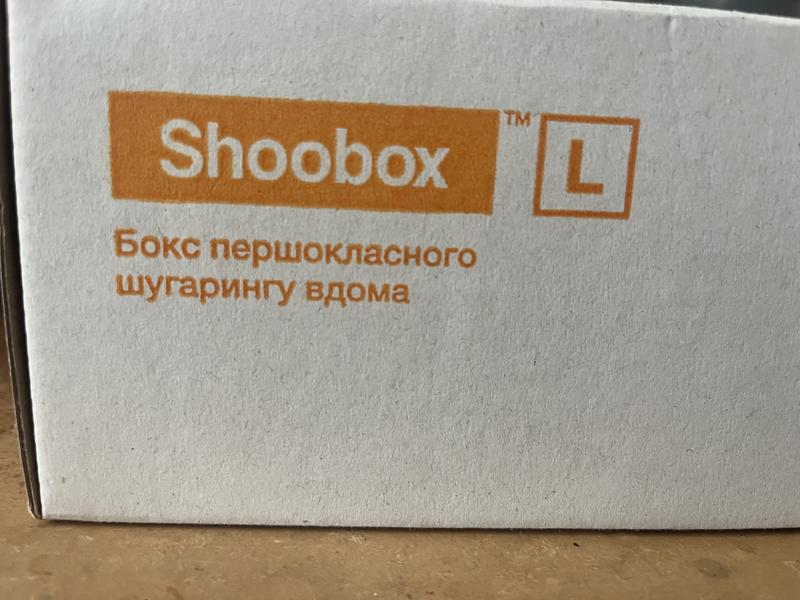 Shoobox™ L
Бокс першокласного
шугарингу вдома